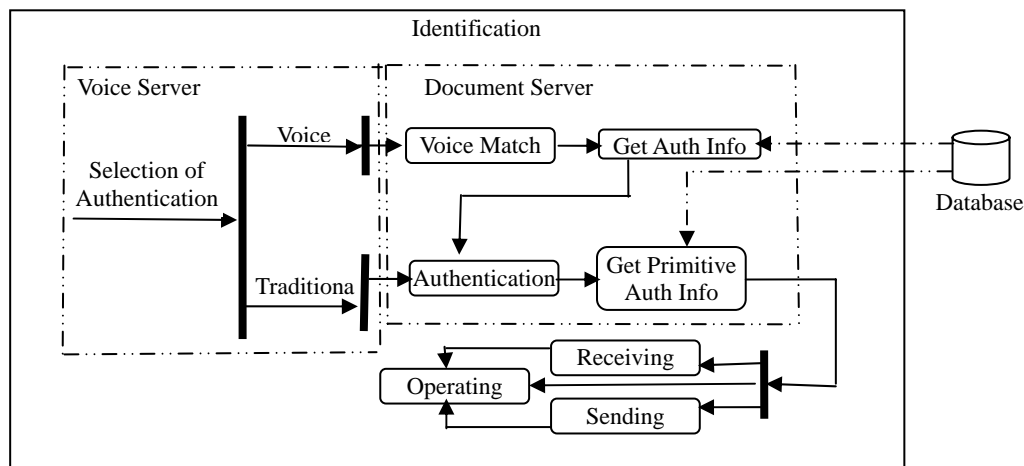 Identification
Voice Server
Document Server
Voice
Voice Match
Get Auth Info
Selection of
Authentication
Database
Traditiona
Authentication
Get Primitive
Auth Info
Receiving
Operating
Sending